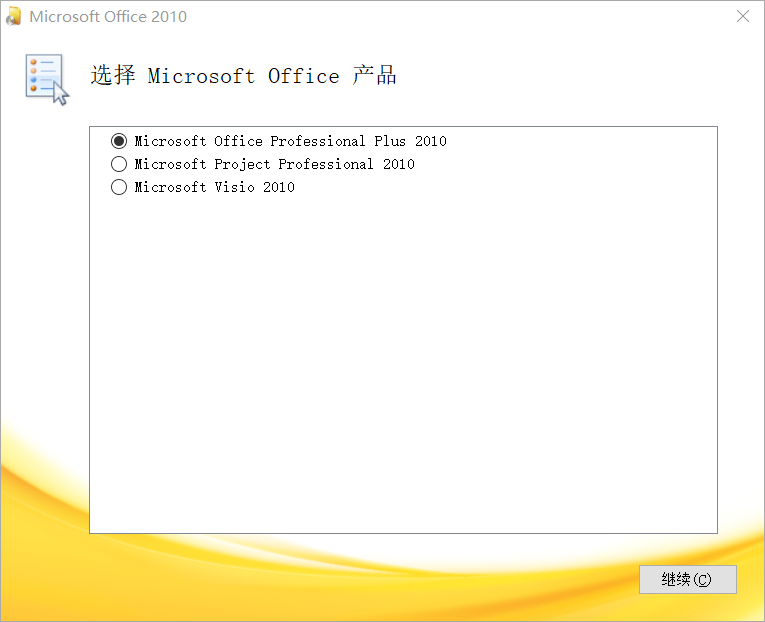 Microsoft Office 2010
选择 Microsoft Office 产品
Microsoft Office Professional Plus 2010
Microsoft Project Professional 2010
Microsoft Visio 2010
继续(C)